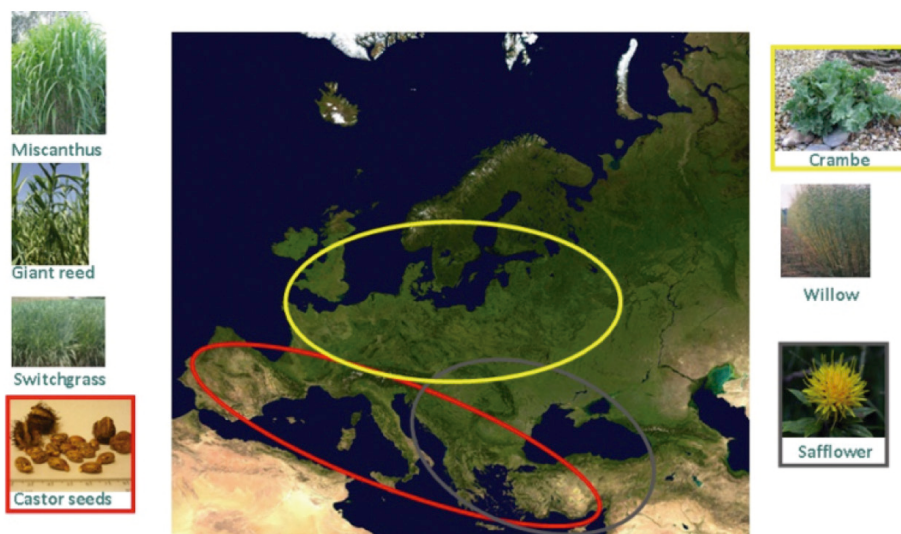 Miscanthus
Giant reed
Switchgrass
Castor seeds
Crambe
Willow
Safflower